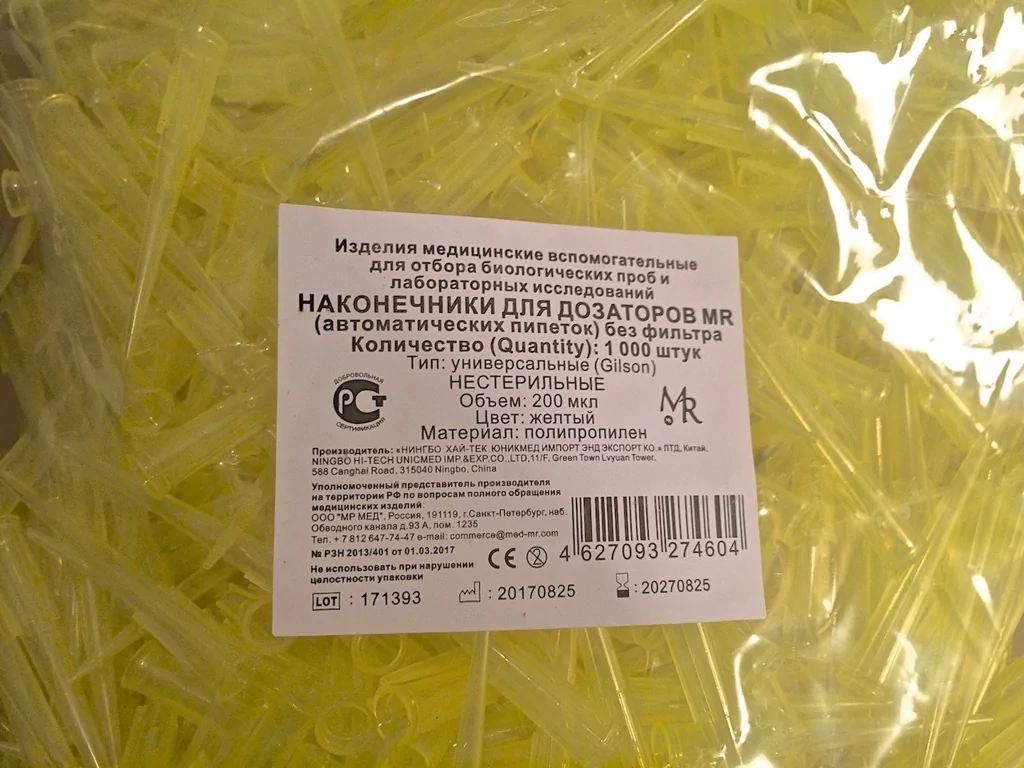 Изделия медицинские вспомогательные
для отбора биологических проб и
лабораторных исследований
НАКОНЕЧНИКИ ДЛЯ ДОЗАТОРОВ MR
(автоматических пипеток) без фильтра
Количество (Quantity): 1 000 штук
Тип: универсальные (Gilson)
НЕСТЕРИЛЬНЫЕ
Объем: 200 мкл
Цвет: желтый
Материал: полипропилен
ДОБРОВОЛЬНАЯ
РСТ
СЕРТИФИКАЦИЯ
MR
Производитель: «НИНГБО ХАЙ-ТЕК ЮНИКМЕД ИМПОРТ ЭНД ЭКСПОРТ КО.» ЛТД, Китай,
NINGBO HI-TECH UNICMED IMP.&EXP.CO.,LTD,11/F, Green Town Lvyuan Tower,
588 Canghai Road, 315040 Ningbo, China
Уполномоченный представитель производителя
на территории РФ по вопросам полного обращения
медицинских изделий:
ООО "МР МЕД", Россия, 191119, г.Санкт-Петербург, наб.
Обводного канала д.93 А, пом. 1235
Тел. + 7 812 647-74-47 e-mail: commerce@med-mr.com
№ РЗН 2013/401 от 01.03.2017
Не использовать при нарушении
целостности упаковки
CE 2
4 627093 274604
LOT : 171393
: 20170825
: 20270825